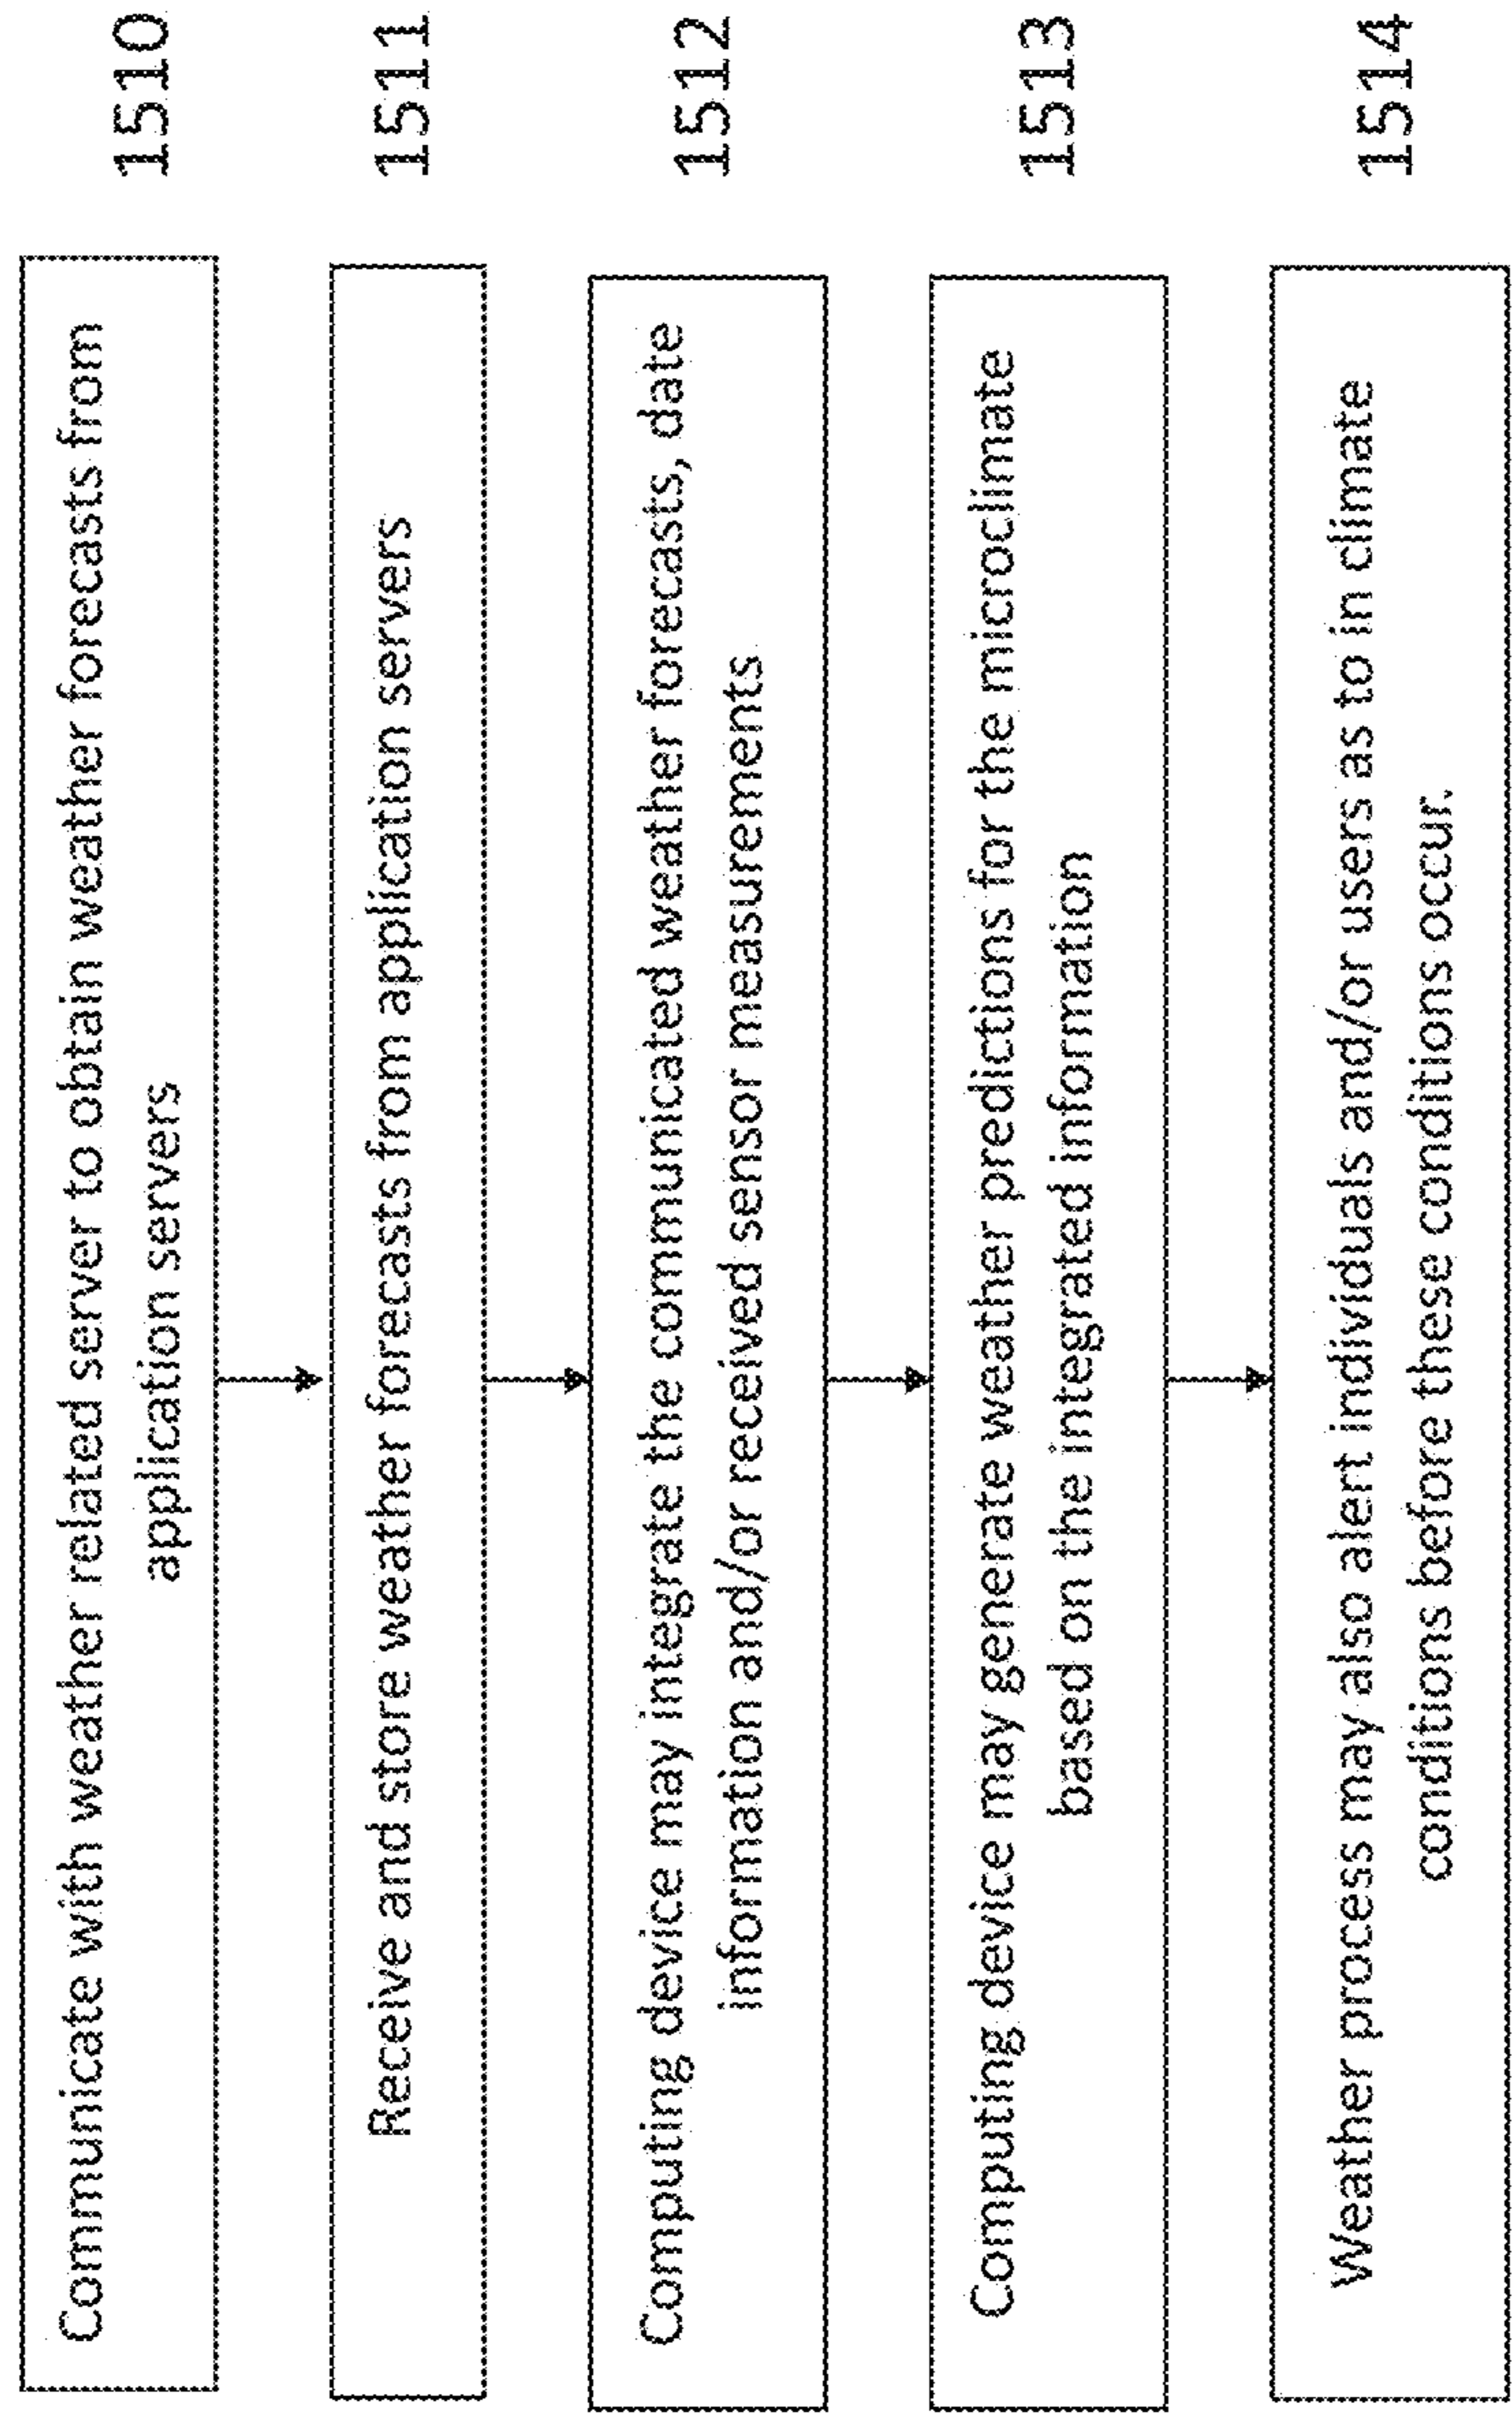 Communicate with weather related server to obtain weather forecasts from
application servers
1510
Receive and store weather forecasts from application servers
1511
Computing device may integrate the communicated weather forecasts, date
information and/or received sensor measurements
1512
Computing device may generate weather predictions for the microclimate
based on the integrated information
1513
Weather process may also alert individuals and/or users as to in climate
conditions before these conditions occur.
1514